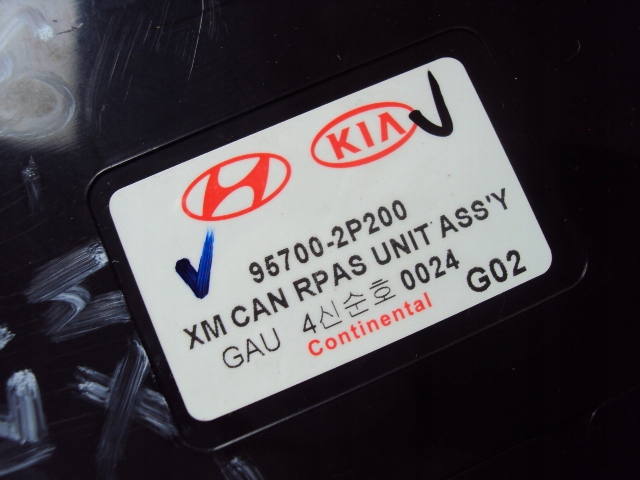 KIA
95700-2P200
XM CAN RPAS UNIT ASS'Y
GAU 4신순호 0024
Continental G02